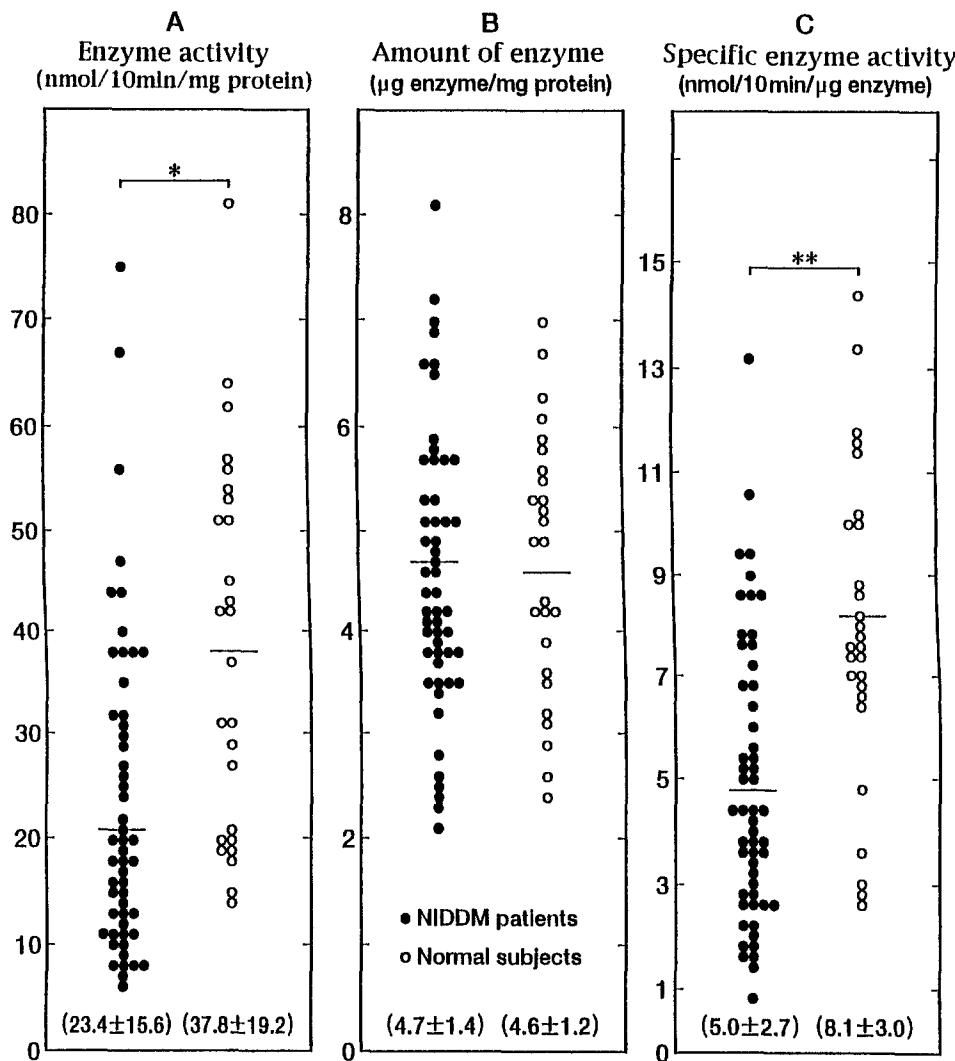 A
Enzyme activity
(nmol/10min/mg protein)
*
80
70
60
50
40
30
20
10
0
(23.4±15.6) (37.8±19.2)
B
Amount of enzyme
(μg enzyme/mg protein)
8
6
4
2
0
● NIDDM patients
o Normal subjects
(4.7±1.4) (4.6±1.2)
C
Specific enzyme activity
(nmol/10min/μg enzyme)
**
15
13
11
9
7
5
3
1
0
(5.0±2.7) (8.1±3.0)